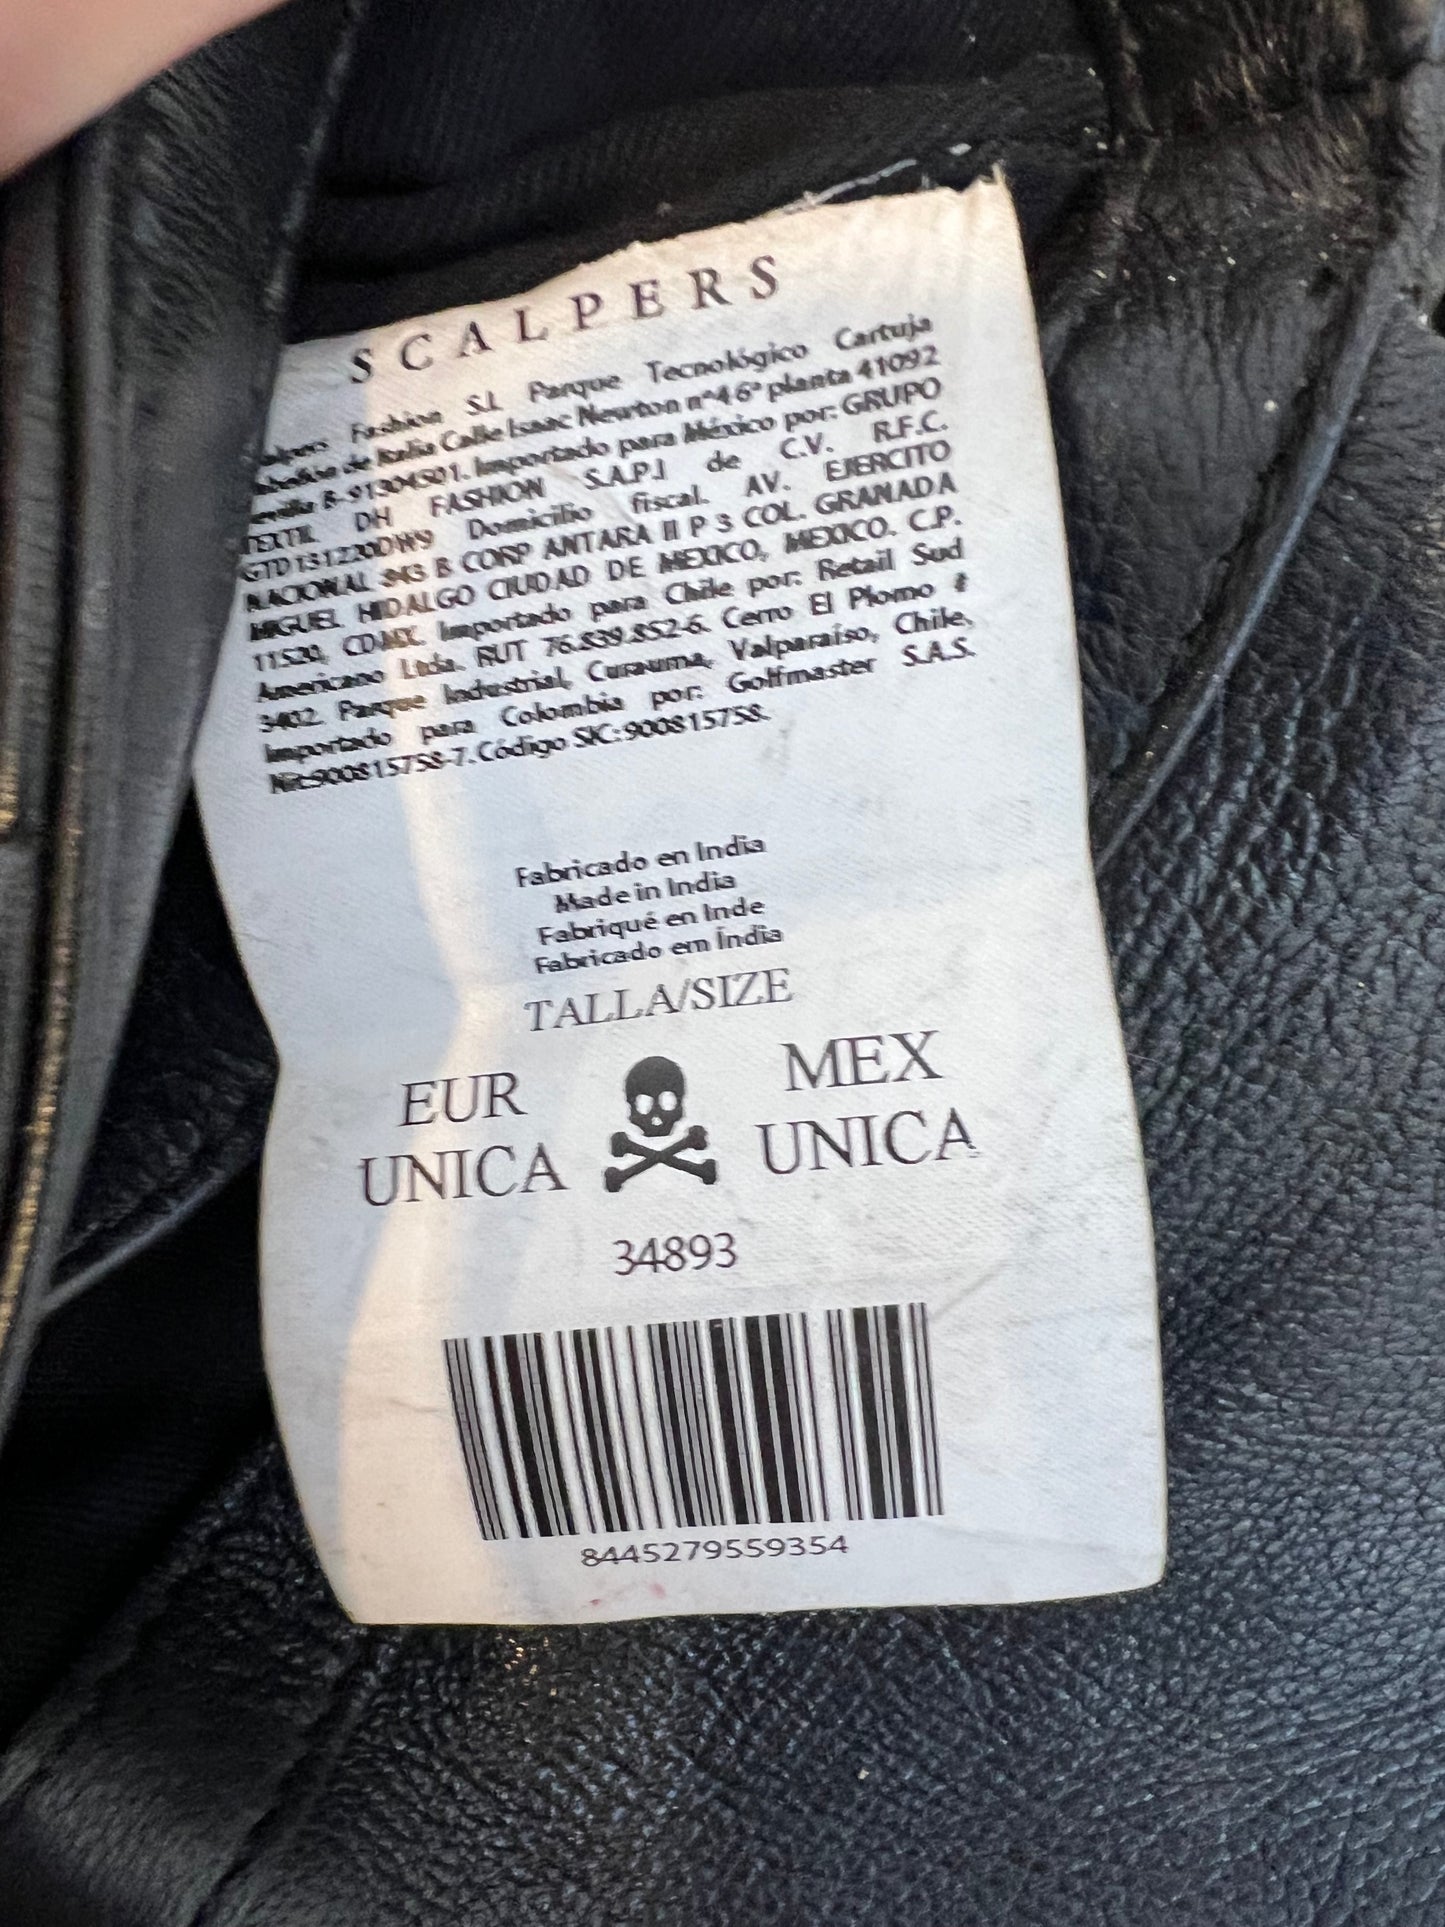 SCALPERS
Fashion S.L Parque Tecnológico Cartuja
de Italia Calle Isaac Newton nº4 6ª planta 41092
B-91304501. Importado para México por: GRUPO
TEXTIL DH FASHION S.A.P.I de C.V. R.F.C.
GTD131220DW9 Domicilio fiscal. AV. EJERCITO
NACIONAL 843 B CORP ANTARA II P 3 COL. GRANADA
MIGUEL HIDALGO CIUDAD DE MEXICO, MEXICO. C.P.
11520, CDMX. Importado para Chile por: Retail Sud
Americano Ltda. RUT 76.839.852-6. Cerro El Plomo #
3402 Parque Industrial, Curauma, Valparaíso, Chile.
Importado para Colombia por: Golfmaster S.A.S.
Nit:900815758-7. Código SIC: 900815758.
Fabricado en India
Made in India
Fabriqué en Inde
Fabricado em Índia
TALLA/SIZE
EUR MEX
UNICA UNICA
34893
8445279559354